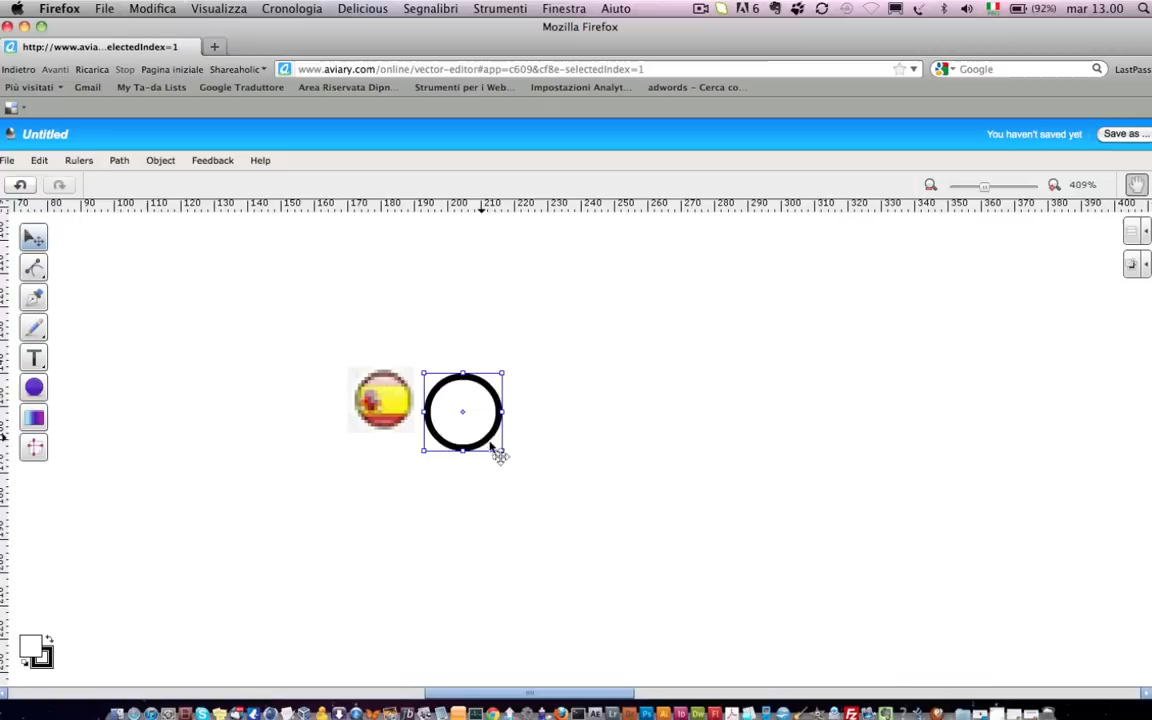 Firefox File Modifica Visualizza Cronologia Delicious Segnalibri Strumenti Finestra Aiuto 6 (92%) mar 13.00
Mozilla Firefox
http://www.avia...electedIndex=1
Indietro Avanti Ricarica Stop Pagina iniziale Shareaholic www.aviary.com/online/vector-editor#app=c609&cf8e-selectedIndex=1 Google LastPass
Più visitati Gmail My Ta-da Lists Google Traduttore Area Riservata Dipn... Strumenti per i Web... Impostazioni Analyt... adwords – Cerca co...
Untitled You haven't saved yet Save as ...
File Edit Rulers Path Object Feedback Help
409%
70 80 90 100 110 120 130 140 150 160 170 180 190 200 210 220 230 240 250 260 270 280 290 300 310 320 330 340 350 360 370 380 390 400
T